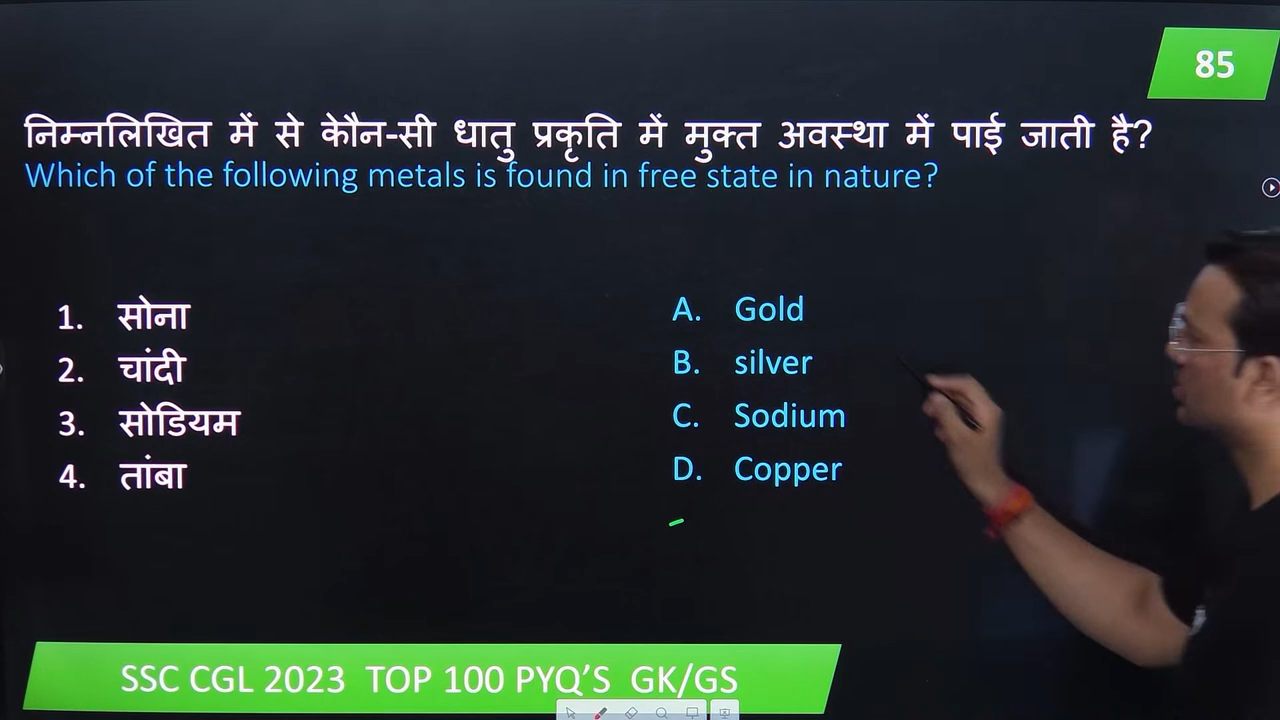 85
निम्नलिखित में से केौन-सी धातु प्रकृति में मुक्त अवस्था में पाई जाती है?
Which of the following metals is found in free state in nature?
1. सोना
2. चांदी
3. सोडियम
4. तांबा
A. Gold
B. silver
C. Sodium
D. Copper
SSC CGL 2023 TOP 100 PYQ’S GK/GS